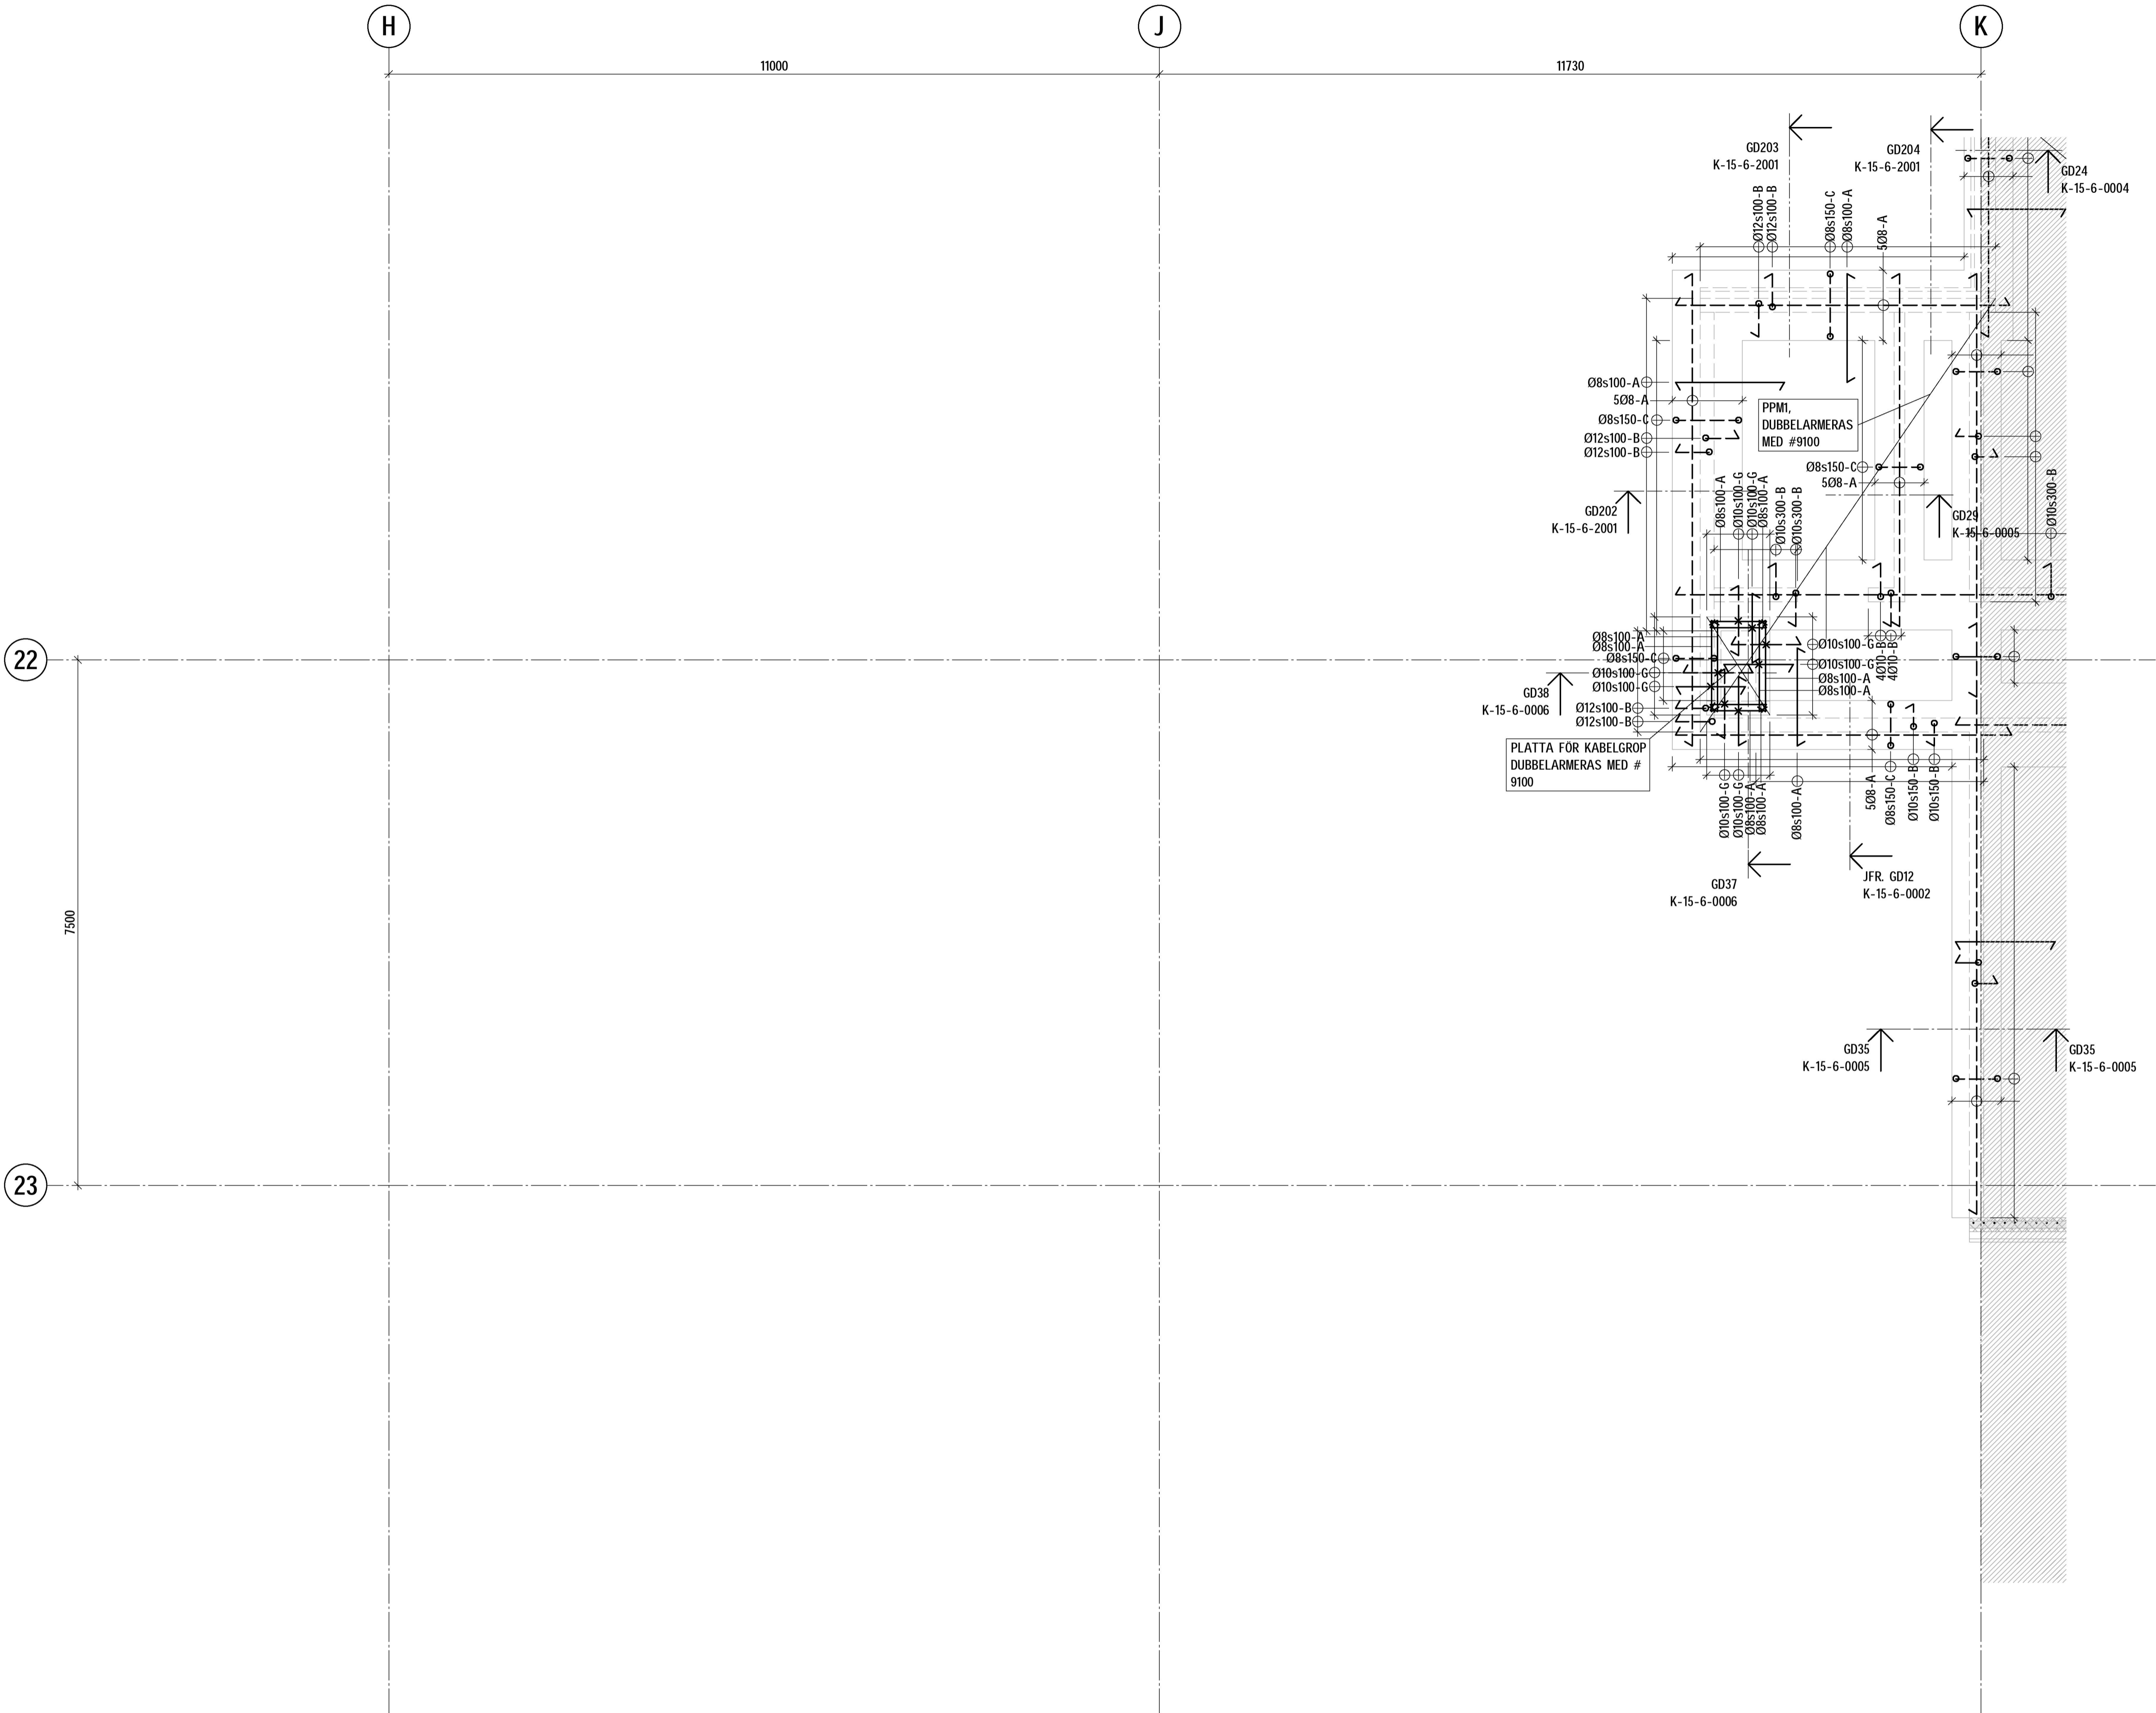 H
J
K
11000
11730
GD203
K-15-6-2001
GD204
K-15-6-2001
GD24
K-15-6-0004
Ø12s100-B
Ø12s100-B
Ø8s150-C
Ø8s100-A
5Ø8-A
Ø8s100-A
5Ø8-A
Ø8s150-C
Ø12s100-B
Ø12s100-B
PPM1,
DUBBELARMERAS
MED #9100
Ø8s150-C
5Ø8-A
Ø8s100-A
Ø10s100-G
Ø10s100-G
Ø8s100-A
Ø10s300-B
Ø10s300-B
Ø10s300-B
GD202
K-15-6-2001
GD29
K-15-6-0005
22
Ø8s100-A
Ø8s100-A
Ø8s150-C
Ø10s100-G
Ø10s100-G
Ø12s100-B
Ø12s100-B
Ø10s100-G
Ø10s100-G
Ø8s100-A
Ø8s100-A
4Ø10-B
4Ø10-B
GD38
K-15-6-0006
PLATTA FÖR KABELGROP
DUBBELARMERAS MED #
9100
Ø10s100-G
Ø10s100-G
Ø8s100-A
Ø8s100-A
Ø8s100-A
5Ø8-A
Ø8s150-C
Ø10s150-B
Ø10s150-B
GD37
K-15-6-0006
JFR. GD12
K-15-6-0002
7500
GD35
K-15-6-0005
GD35
K-15-6-0005
23